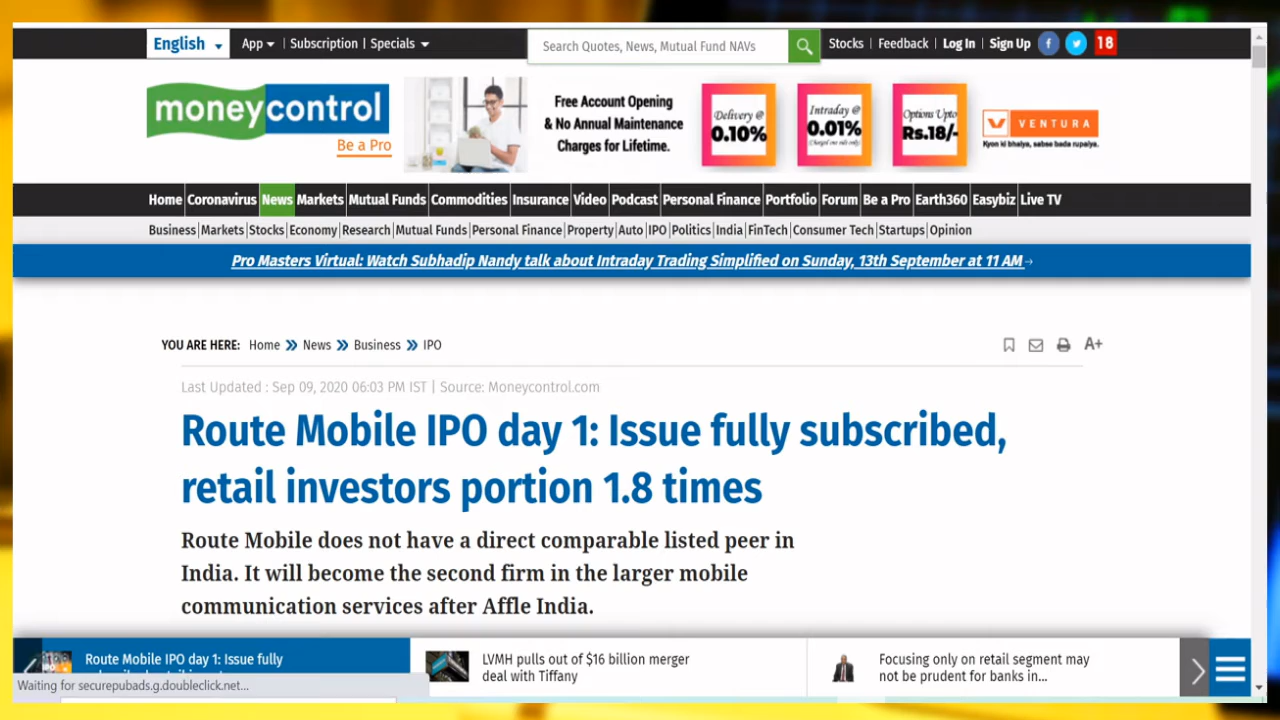 English
App
Subscription
Specials
Search Quotes, News, Mutual Fund NAVs
Stocks
Feedback
Log In
Sign Up
18
moneycontrol
Be a Pro
Free Account Opening
& No Annual Maintenance
Charges for Lifetime.
Delivery @
0.10%
Intraday @
0.01%
Options Upto
Rs.18/-
VENTURA
Kyon ki bhaiya, sabse bada rupaiya.
Home Coronavirus News Markets Mutual Funds Commodities Insurance Video Podcast Personal Finance Portfolio Forum Be a Pro Earth360 Easybiz Live TV
Business Markets Stocks Economy Research Mutual Funds Personal Finance Property Auto IPO Politics India FinTech Consumer Tech Startups Opinion
Pro Masters Virtual: Watch Subhadip Nandy talk about Intraday Trading Simplified on Sunday, 13th September at 11 AM
YOU ARE HERE: Home News Business IPO
A+
Last Updated : Sep 09, 2020 06:03 PM IST | Source: Moneycontrol.com
Route Mobile IPO day 1: Issue fully subscribed,
retail investors portion 1.8 times
Route Mobile does not have a direct comparable listed peer in
India. It will become the second firm in the larger mobile
communication services after Affle India.
Route Mobile IPO day 1: Issue fully
LVMH pulls out of $16 billion merger
deal with Tiffany
Focusing only on retail segment may
not be prudent for banks in...
Waiting for securepubads.g.doubleclick.net...